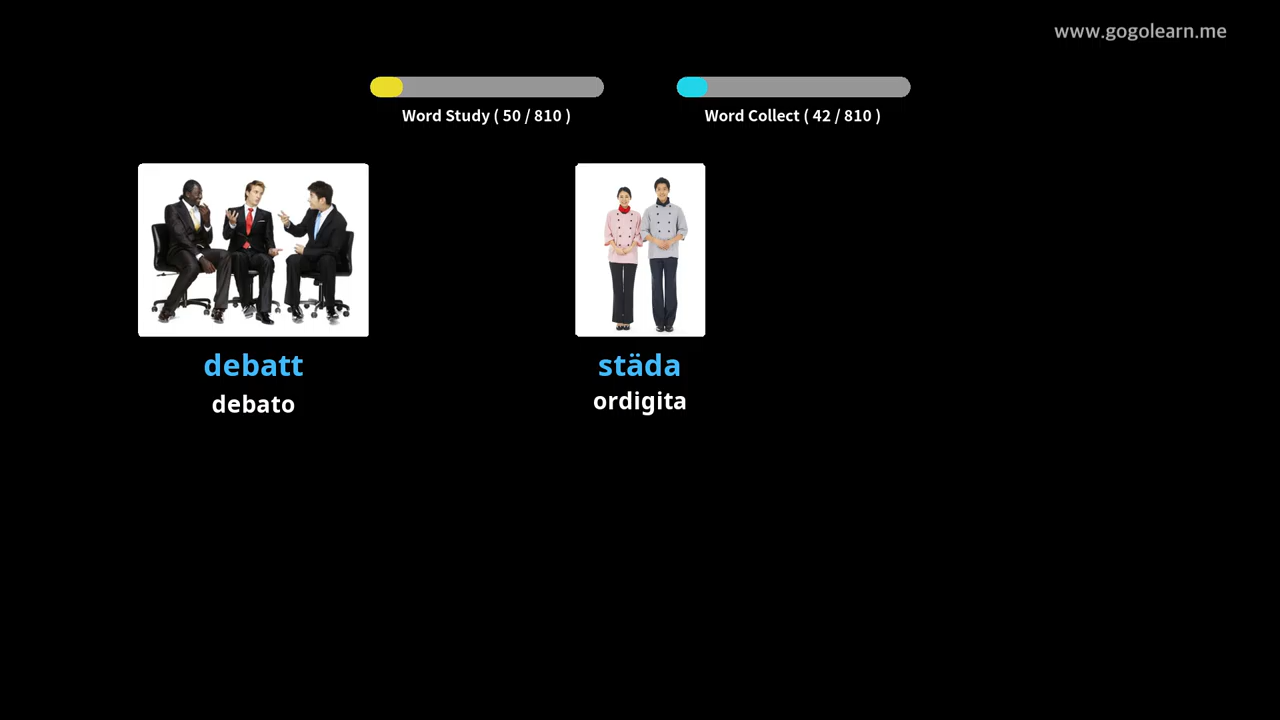 www.gogolearn.me
Word Study ( 50 / 810 )
Word Collect ( 42 / 810 )
debatt
debato
städa
ordigita